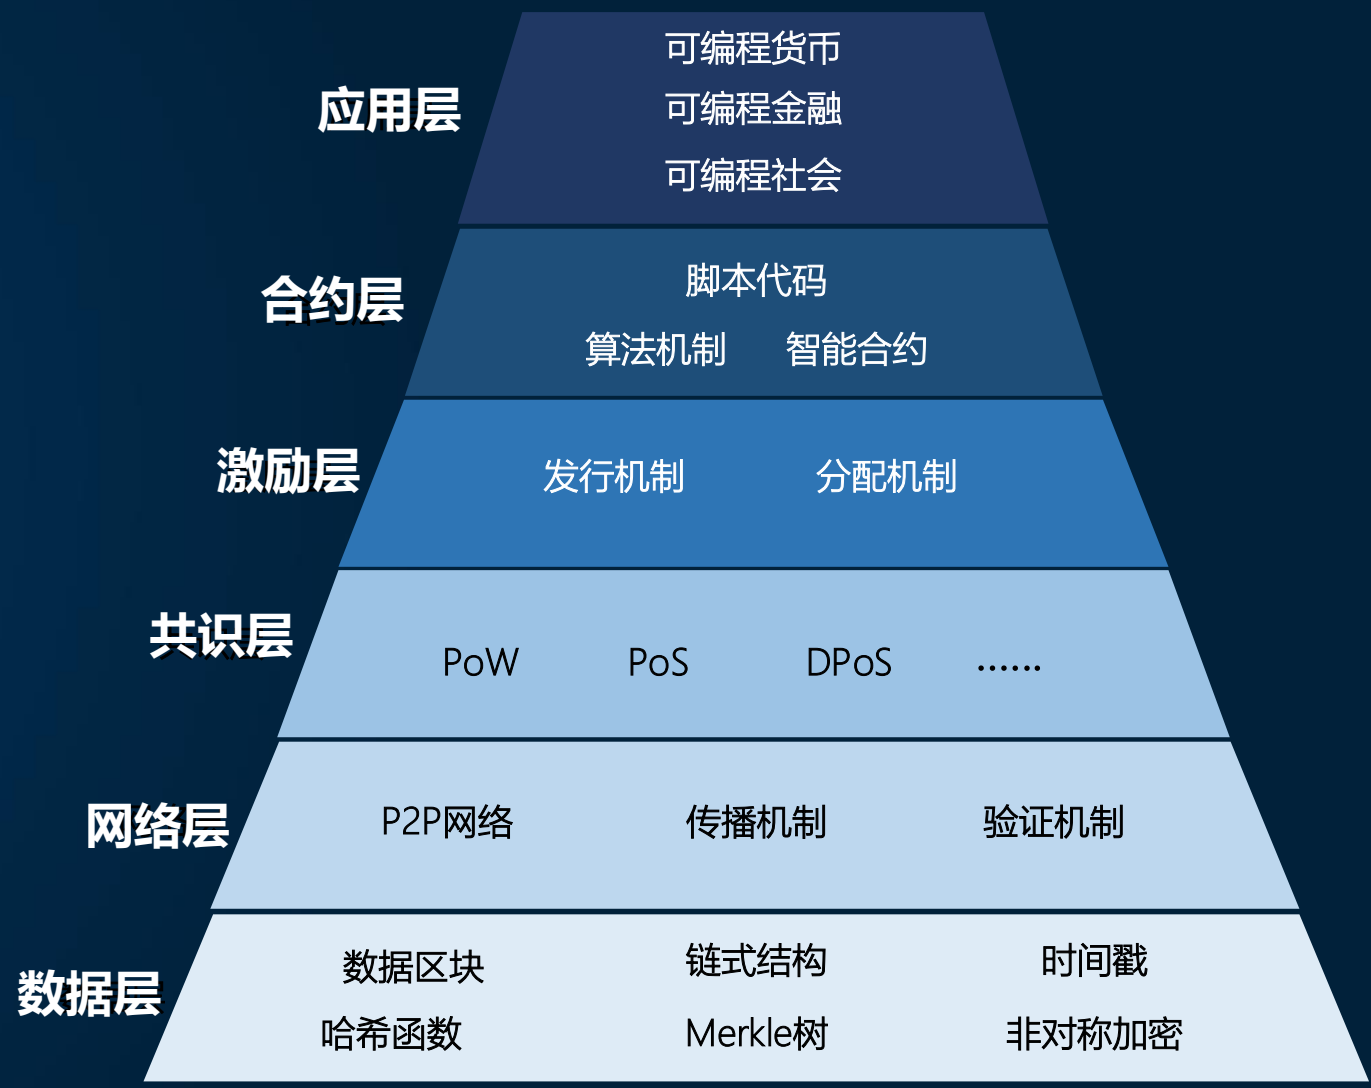 应用层
可编程货币
可编程金融
可编程社会
合约层
脚本代码
算法机制 智能合约
激励层
发行机制 分配机制
共识层
PoW PoS DPoS ······
网络层
P2P网络 传播机制 验证机制
数据层
数据区块 链式结构 时间戳
哈希函数 Merkle树 非对称加密